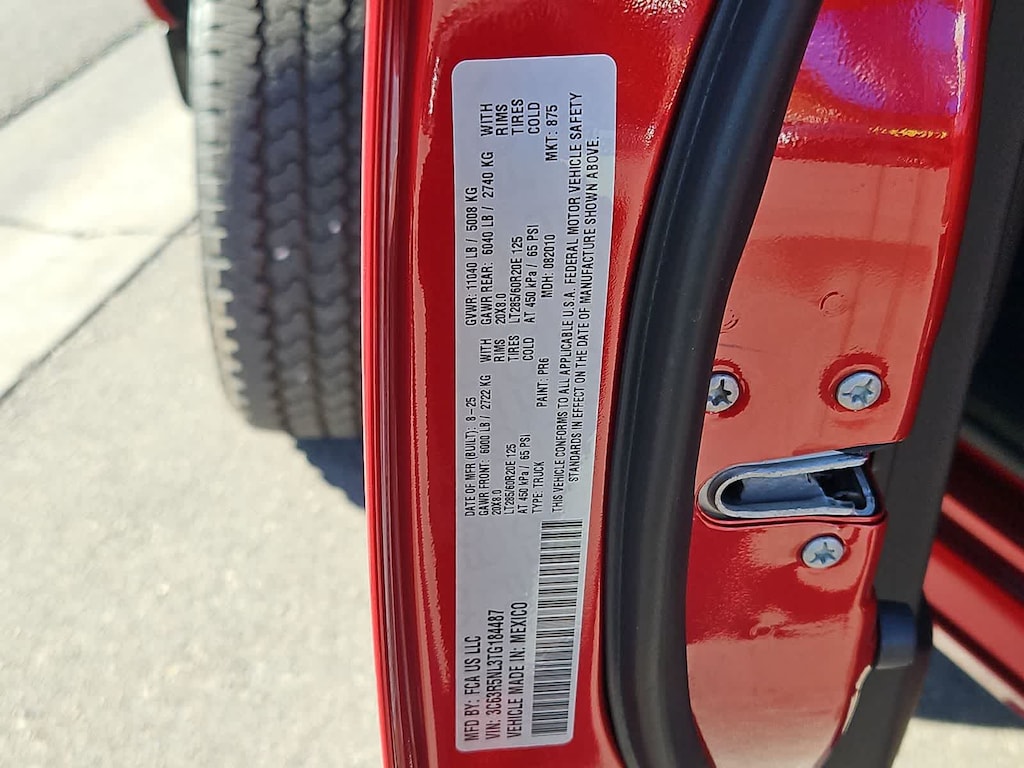 MFD BY: FCA US LLC
VIN: 3C63R5NL3TG184487
VEHICLE MADE IN: MEXICO
DATE OF MFR (BUILT): 8-25 GVWR: 11040 LB / 5008 KG
GAWR FRONT: 6000 LB / 2722 KG WITH GAWR REAR: 6040 LB / 2740 KG WITH
20X8.0 RIMS 20X8.0 RIMS
LT285/60R20E 125 TIRES LT285/60R20E 125 TIRES
AT 450 kPa / 65 PSI COLD AT 450 kPa / 65 PSI COLD
TYPE: TRUCK PAINT: PR6 MDH: 082010 MKT: 875
THIS VEHICLE CONFORMS TO ALL APPLICABLE U.S.A. FEDERAL MOTOR VEHICLE SAFETY
STANDARDS IN EFFECT ON THE DATE OF MANUFACTURE SHOWN ABOVE.